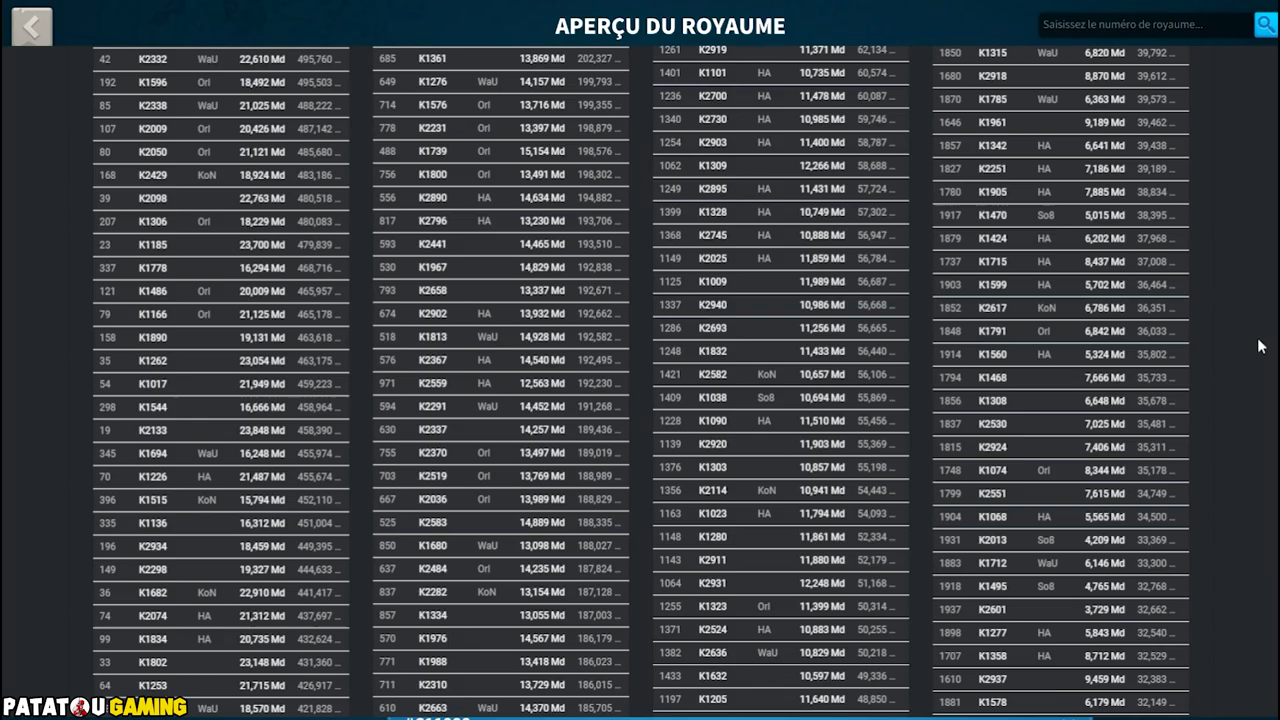 APERÇU DU ROYAUME
Saisissez le numéro de royaume...
42 K2332 WaU 22,610 Md 495,760 ...
192 K1596 Orl 18,492 Md 495,503 ...
85 K2338 WaU 21,025 Md 488,222 ...
107 K2009 Orl 20,426 Md 487,142 ...
80 K2050 Orl 21,121 Md 485,680 ...
168 K2429 KoN 18,924 Md 483,186 ...
39 K2098 22,763 Md 480,518 ...
207 K1306 Orl 18,229 Md 480,083 ...
23 K1185 23,700 Md 479,839 ...
337 K1778 16,294 Md 468,716 ...
121 K1486 Orl 20,009 Md 465,957 ...
79 K1166 Orl 21,125 Md 465,178 ...
158 K1890 19,131 Md 463,618 ...
35 K1262 23,054 Md 463,175 ...
54 K1017 21,949 Md 459,223 ...
298 K1544 16,666 Md 458,964 ...
19 K2133 23,848 Md 458,390 ...
345 K1694 WaU 16,248 Md 455,974 ...
70 K1226 HA 21,487 Md 455,674 ...
396 K1515 KoN 15,794 Md 452,110 ...
335 K1136 16,312 Md 451,004 ...
196 K2934 18,459 Md 449,395 ...
149 K2298 19,327 Md 444,633 ...
36 K1682 KoN 22,910 Md 441,417 ...
74 K2074 HA 21,312 Md 437,697 ...
99 K1834 HA 20,735 Md 432,624 ...
33 K1802 23,148 Md 431,360 ...
64 K1253 21,715 Md 426,917 ...
WaU 18,570 Md 421,828 ...
685 K1361 13,869 Md 202,327 ...
649 K1276 WaU 14,157 Md 199,793 ...
714 K1576 Orl 13,716 Md 199,355 ...
778 K2231 Orl 13,397 Md 198,879 ...
488 K1739 Orl 15,154 Md 198,576 ...
756 K1800 Orl 13,491 Md 198,302 ...
556 K2890 HA 14,634 Md 194,882 ...
817 K2796 HA 13,230 Md 193,706 ...
593 K2441 14,465 Md 193,510 ...
530 K1967 14,829 Md 192,838 ...
793 K2658 13,337 Md 192,671 ...
674 K2902 HA 13,932 Md 192,662 ...
518 K1813 WaU 14,928 Md 192,582 ...
576 K2367 HA 14,540 Md 192,495 ...
971 K2559 HA 12,563 Md 192,230 ...
594 K2291 WaU 14,452 Md 191,268 ...
630 K2337 14,257 Md 189,436 ...
755 K2370 Orl 13,497 Md 189,019 ...
703 K2519 Orl 13,769 Md 188,989 ...
667 K2036 Orl 13,989 Md 188,829 ...
525 K2583 14,889 Md 188,335 ...
850 K1680 WaU 13,098 Md 188,027 ...
637 K2484 Orl 14,235 Md 187,824 ...
837 K2282 KoN 13,154 Md 187,128 ...
857 K1334 13,055 Md 187,003 ...
570 K1976 14,567 Md 186,179 ...
771 K1988 13,418 Md 186,023 ...
711 K2310 13,729 Md 186,015 ...
610 K2663 WaU 14,370 Md 185,705 ...
1261 K2919 11,371 Md 62,134 ...
1401 K1101 HA 10,735 Md 60,574 ...
1236 K2700 HA 11,478 Md 60,087 ...
1340 K2730 HA 10,985 Md 59,746 ...
1254 K2903 HA 11,400 Md 58,787 ...
1062 K1309 12,266 Md 58,688 ...
1249 K2895 HA 11,431 Md 57,724 ...
1399 K1328 HA 10,749 Md 57,302 ...
1368 K2745 HA 10,888 Md 56,947 ...
1149 K2025 HA 11,859 Md 56,784 ...
1125 K1009 11,989 Md 56,687 ...
1337 K2940 10,986 Md 56,668 ...
1286 K2693 11,256 Md 56,665 ...
1248 K1832 11,433 Md 56,440 ...
1421 K2582 KoN 10,657 Md 56,106 ...
1409 K1038 So8 10,694 Md 55,869 ...
1228 K1090 HA 11,510 Md 55,456 ...
1139 K2920 11,903 Md 55,369 ...
1376 K1303 10,857 Md 55,198 ...
1356 K2114 KoN 10,941 Md 54,443 ...
1163 K1023 HA 11,794 Md 54,093 ...
1148 K1280 11,861 Md 52,334 ...
1143 K2911 11,880 Md 52,179 ...
1064 K2931 12,248 Md 51,168 ...
1255 K1323 Orl 11,399 Md 50,314 ...
1371 K2524 HA 10,883 Md 50,255 ...
1382 K2636 WaU 10,829 Md 50,218 ...
1433 K1632 10,597 Md 49,336 ...
1197 K1205 11,640 Md 48,850 ...
1850 K1315 WaU 6,820 Md 39,792 ...
1680 K2918 8,870 Md 39,612 ...
1870 K1785 WaU 6,363 Md 39,573 ...
1646 K1961 9,189 Md 39,462 ...
1857 K1342 HA 6,641 Md 39,438 ...
1827 K2251 HA 7,186 Md 39,189 ...
1780 K1905 HA 7,885 Md 38,834 ...
1917 K1470 So8 5,015 Md 38,395 ...
1879 K1424 HA 6,202 Md 37,968 ...
1737 K1715 HA 8,437 Md 37,008 ...
1903 K1599 HA 5,702 Md 36,464 ...
1852 K2617 KoN 6,786 Md 36,351 ...
1848 K1791 Orl 6,842 Md 36,033 ...
1914 K1560 HA 5,324 Md 35,802 ...
1794 K1468 7,666 Md 35,733 ...
1856 K1308 6,648 Md 35,678 ...
1837 K2530 7,025 Md 35,481 ...
1815 K2924 7,406 Md 35,311 ...
1748 K1074 Orl 8,344 Md 35,178 ...
1799 K2551 7,615 Md 34,749 ...
1904 K1068 HA 5,565 Md 34,500 ...
1931 K2013 So8 4,209 Md 33,369 ...
1883 K1712 WaU 6,146 Md 33,300 ...
1918 K1495 So8 4,765 Md 32,768 ...
1937 K2601 3,729 Md 32,662 ...
1898 K1277 HA 5,843 Md 32,540 ...
1707 K1358 HA 8,712 Md 32,529 ...
1610 K2937 9,459 Md 32,383 ...
1881 K1578 6,179 Md 32,149 ...
PATATOU GAMING